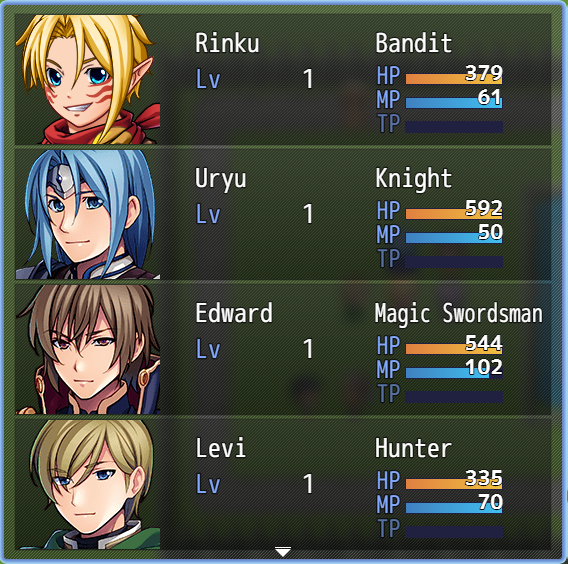 Rinku Bandit
Lv 1 HP 379
MP 61
TP
Uryu Knight
Lv 1 HP 592
MP 50
TP
Edward Magic Swordsman
Lv 1 HP 544
MP 102
TP
Levi Hunter
Lv 1 HP 335
MP 70
TP